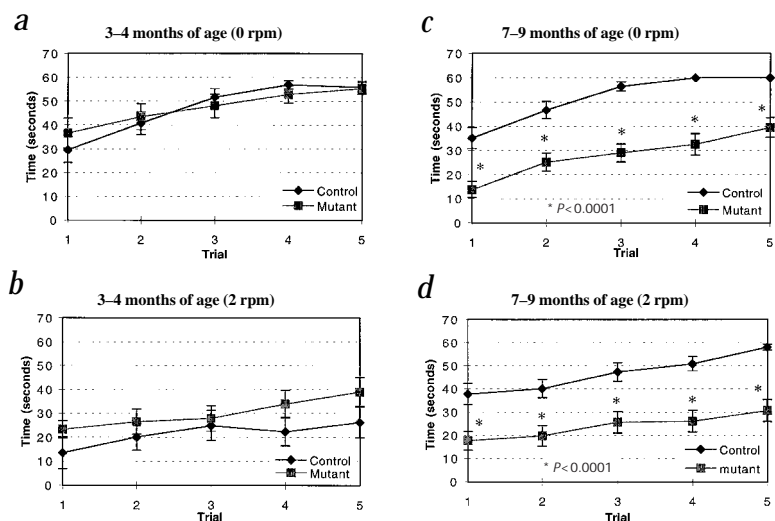 a
3–4 months of age (0 rpm)
70
60
50
40
30
20
10
0
Time (seconds)
Control
Mutant
1 2 3 4 5
Trial
b
3–4 months of age (2 rpm)
70
60
50
40
30
20
10
0
Time (seconds)
Control
Mutant
1 2 3 4 5
Trial
c
7–9 months of age (0 rpm)
70
60
50
40
30
20
10
0
Time (seconds)
* * * * *
* P<0.0001
Control
Mutant
1 2 3 4 5
Trial
d
7–9 months of age (2 rpm)
70
60
50
40
30
20
10
0
Time (seconds)
* * * * *
* P<0.0001
Control
mutant
1 2 3 4 5
Trial